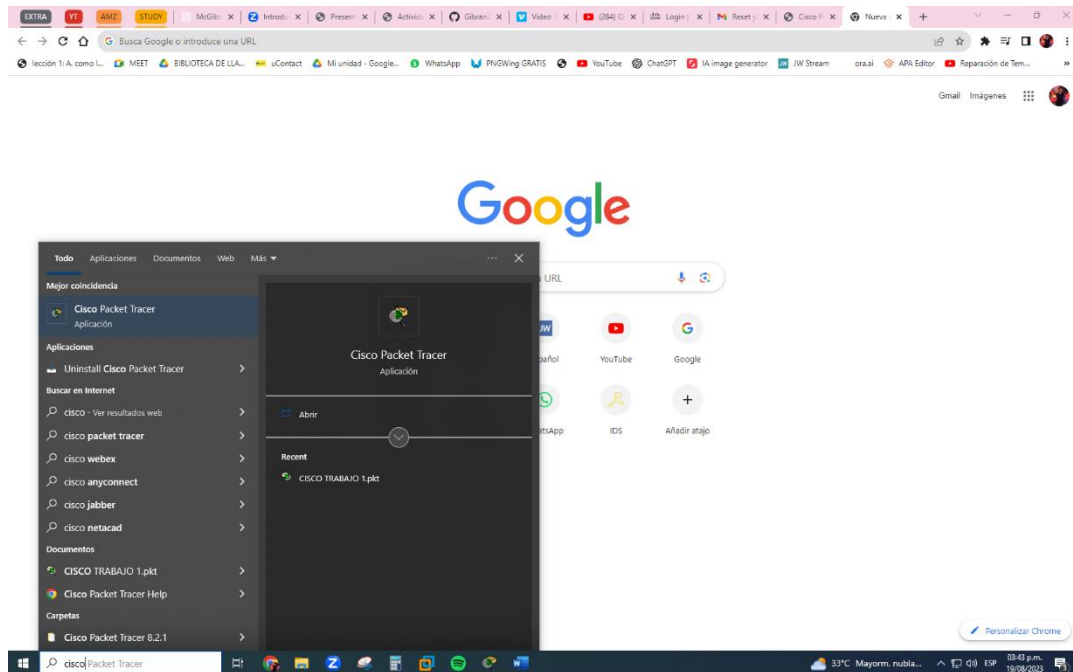 EXTRA YT AMZ STUDY McGib Introdu Present Activid Gibran Video (284) Login Reset y Cisco P Nueva
Busca Google o introduce una URL
lección 1: A. como l... MEET BIBLIOTECA DE LLA... uContact Mi unidad - Google... WhatsApp PNGWing GRATIS YouTube ChatGPT IA image generator JW Stream ora.ai APA Editor Reparación de Tem... »
Gmail Imágenes
Google
Todo Aplicaciones Documentos Web Más
URL
Mejor coincidencia
Cisco Packet Tracer
Aplicación
Aplicaciones
Uninstall Cisco Packet Tracer
Buscar en Internet
cisco - Ver resultados web
cisco packet tracer
cisco webex
cisco anyconnect
cisco jabber
cisco netacad
Documentos
CISCO TRABAJO 1.pkt
Cisco Packet Tracer Help
Carpetas
Cisco Packet Tracer 8.2.1
Cisco Packet Tracer
Aplicación
Abrir
Recent
CISCO TRABAJO 1.pkt
JW
pañol YouTube Google
atsApp IDS Añadir atajo
Personalizar Chrome
cisco Packet Tracer
33°C Mayorm. nubla... ESP 03:43 p.m.
19/08/2023